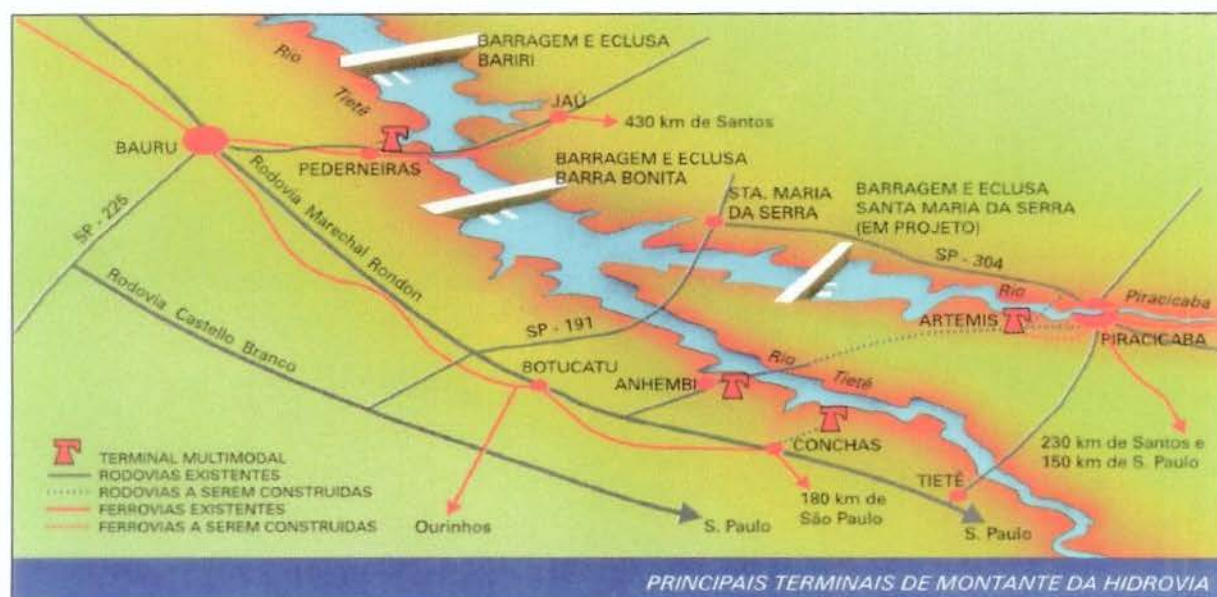 BARRAGEM E ECLUSA
BARIRI
Rio
Tietê
JAÚ
430 km de Santos
BAURU
PEDERNEIRAS
BARRAGEM E ECLUSA
BARRA BONITA
STA. MARIA
DA SERRA
BARRAGEM E ECLUSA
SANTA MARIA DA SERRA
(EM PROJETO)
SP - 225
Rodovia Marechal Rondon
SP - 304
Rio
Piracicaba
ARTEMIS
PIRACICABA
Rodovia Castello Branco
SP - 191
BOTUCATU
ANHEMBI
Rio
Tietê
CONCHAS
230 km de Santos e
150 km de S. Paulo
TIETÊ
180 km de
São Paulo
Ourinhos
S. Paulo
S. Paulo
TERMINAL MULTIMODAL
RODOVIAS EXISTENTES
RODOVIAS A SEREM CONSTRUIDAS
FERROVIAS EXISTENTES
FERROVIAS A SEREM CONSTRUIDAS
PRINCIPAIS TERMINAIS DE MONTANTE DA HIDROVIA